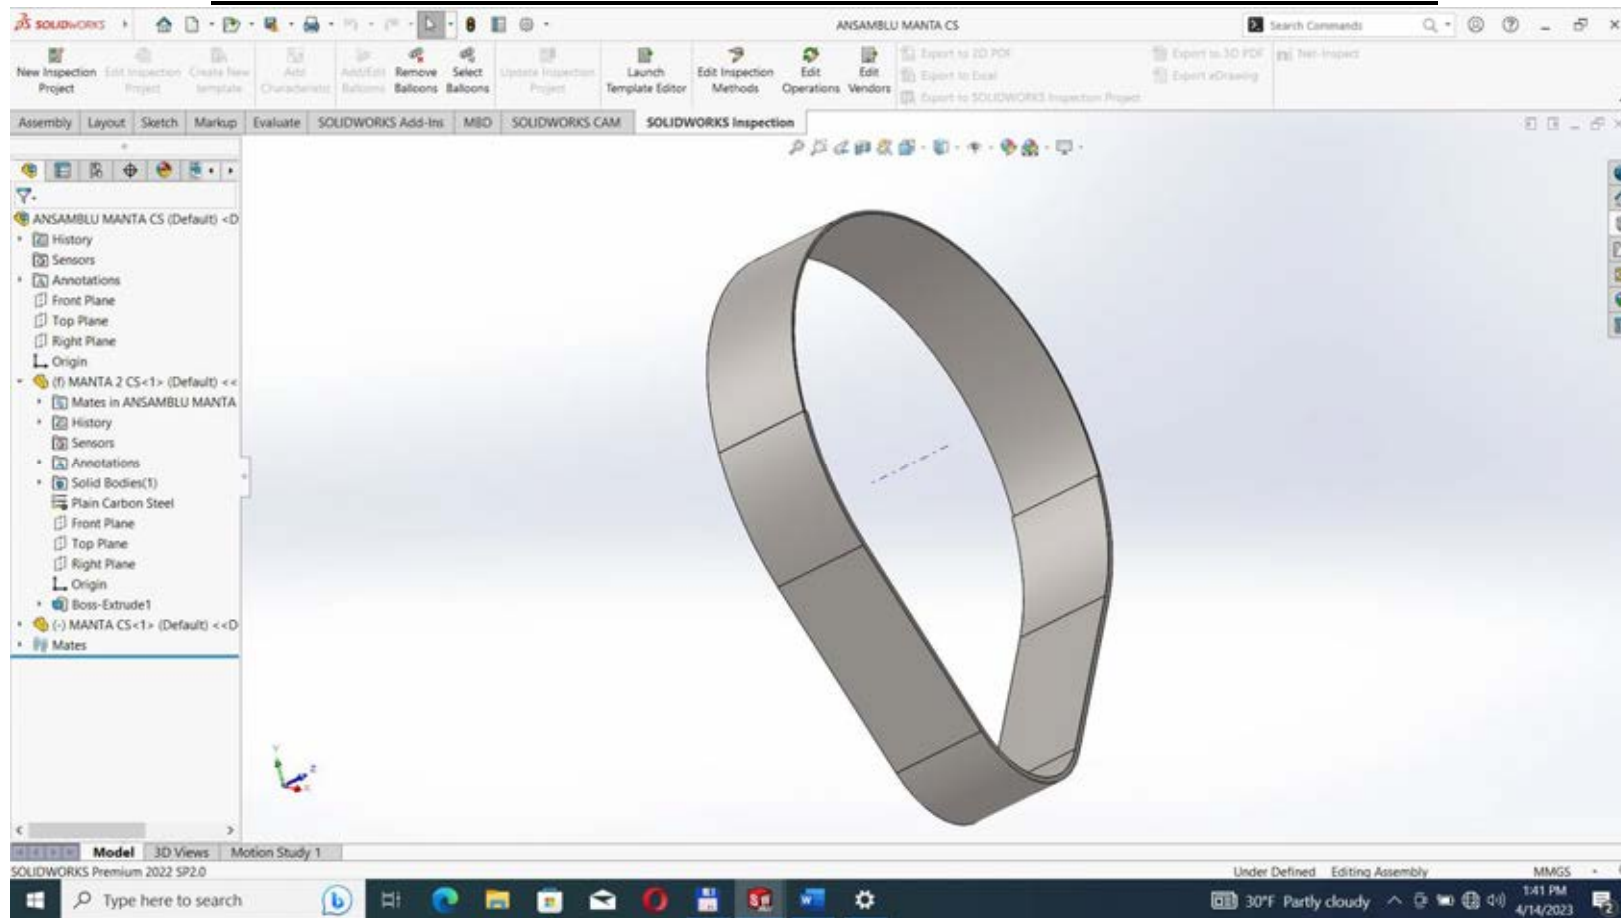 SOLIDWORKS
ANSAMBLU MANTA CS
Search Commands
New Inspection Project
Edit Inspection Project
Create New template
Add Characteristic
Add/Edit Balloons
Remove Balloons
Select Balloons
Update Inspection Project
Launch Template Editor
Edit Inspection Methods
Edit Operations
Edit Vendors
Export to 2D PDF
Export to Excel
Export to SOLIDWORKS Inspection Project
Export to 3D PDF
Export eDrawing
Net-Inspect
Assembly Layout Sketch Markup Evaluate SOLIDWORKS Add-Ins MBD SOLIDWORKS CAM SOLIDWORKS Inspection
ANSAMBLU MANTA CS (Default) <D
History
Sensors
Annotations
Front Plane
Top Plane
Right Plane
Origin
(f) MANTA 2 CS<1> (Default) <<
Mates in ANSAMBLU MANTA
History
Sensors
Annotations
Solid Bodies(1)
Plain Carbon Steel
Front Plane
Top Plane
Right Plane
Origin
Boss-Extrude1
(-) MANTA CS<1> (Default) <<D
Mates
Y
Z
X
Model 3D Views Motion Study 1
SOLIDWORKS Premium 2022 SP2.0
Under Defined Editing Assembly MMGS
Type here to search
30°F Partly cloudy
1:41 PM
4/14/2023